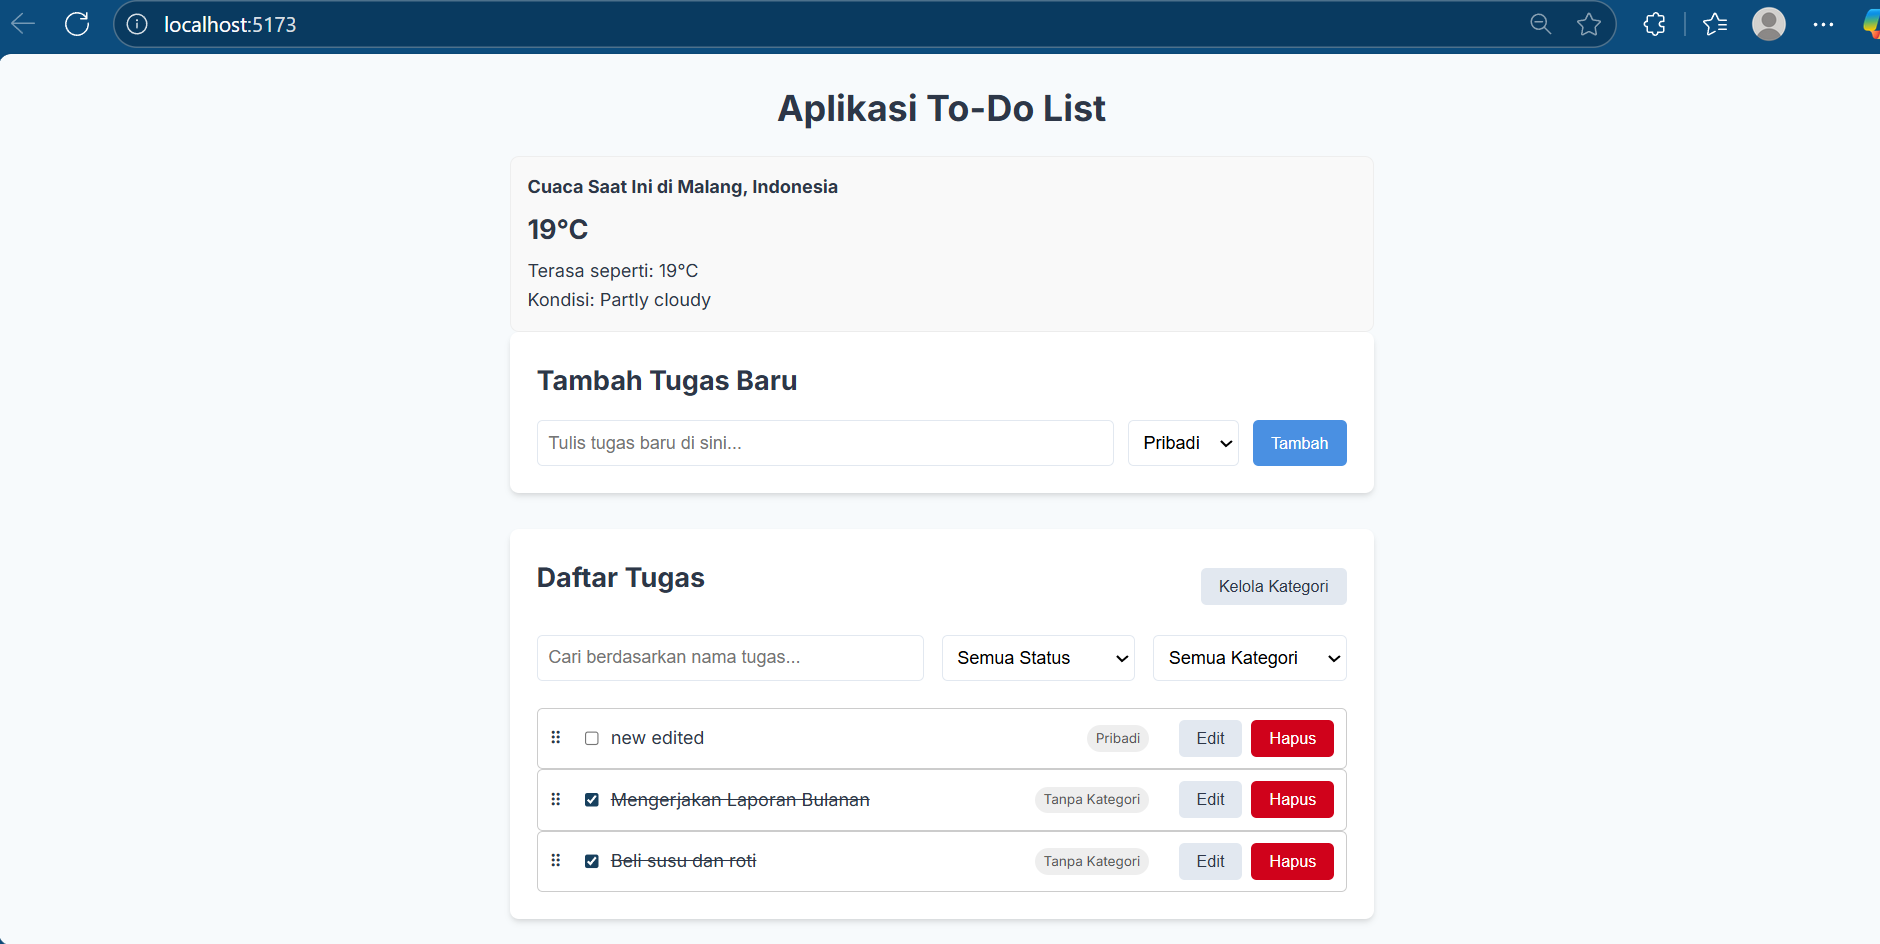 localhost:5173
Aplikasi To-Do List
Cuaca Saat Ini di Malang, Indonesia
19°C
Terasa seperti: 19°C
Kondisi: Partly cloudy
Tambah Tugas Baru
Tulis tugas baru di sini...
Pribadi
Tambah
Daftar Tugas
Kelola Kategori
Cari berdasarkan nama tugas...
Semua Status
Semua Kategori
new edited
Pribadi
Edit
Hapus
Mengerjakan Laporan Bulanan
Tanpa Kategori
Edit
Hapus
Beli susu dan roti
Tanpa Kategori
Edit
Hapus